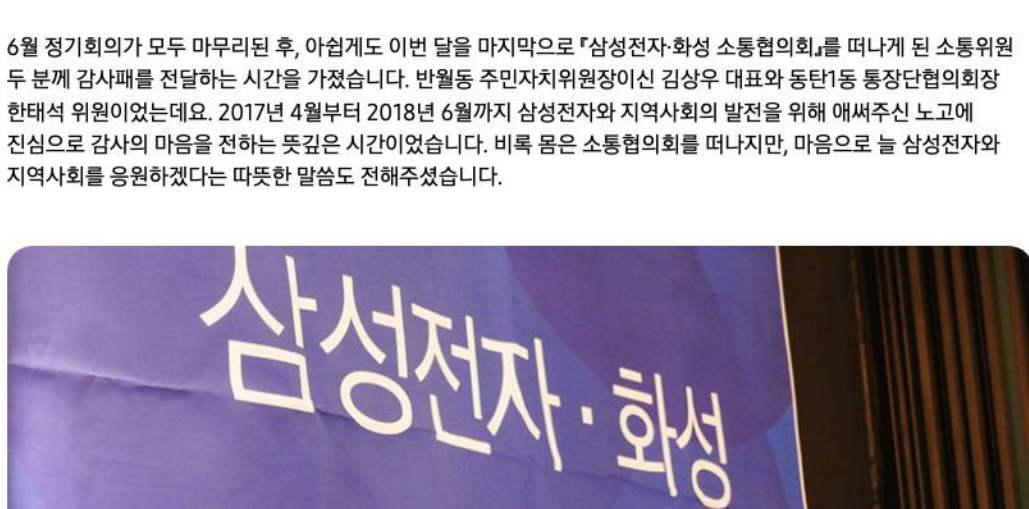 6월 정기회의가 모두 마무리된 후, 아쉽게도 이번 달을 마지막으로 『삼성전자·화성 소통협의회』를 떠나게 된 소통위원
두 분께 감사패를 전달하는 시간을 가졌습니다. 반월동 주민자치위원장이신 김상우 대표와 동탄1동 통장단협의회장
한태석 위원이었는데요. 2017년 4월부터 2018년 6월까지 삼성전자와 지역사회의 발전을 위해 애써주신 노고에
진심으로 감사의 마음을 전하는 뜻깊은 시간이었습니다. 비록 몸은 소통협의회를 떠나지만, 마음으로 늘 삼성전자와
지역사회를 응원하겠다는 따뜻한 말씀도 전해주셨습니다.
삼성전자·화성